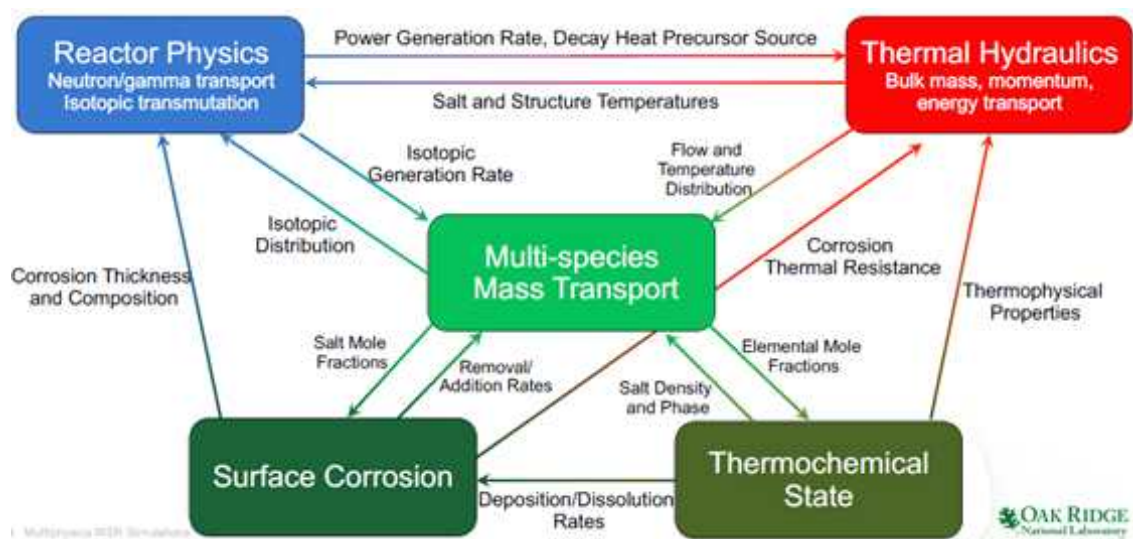 Reactor Physics
Neutron/gamma transport
Isotopic transmutation
Power Generation Rate, Decay Heat Precursor Source
Salt and Structure Temperatures
Thermal Hydraulics
Bulk mass, momentum,
energy transport
Isotopic
Generation Rate
Flow and
Temperature
Distribution
Isotopic
Distribution
Multi-species
Mass Transport
Corrosion
Thermal Resistance
Corrosion Thickness
and Composition
Thermophysical
Properties
Salt Mole
Fractions
Removal/
Addition Rates
Salt Density
and Phase
Elemental Mole
Fractions
Surface Corrosion
Deposition/Dissolution
Rates
Thermochemical
State
Multiphysics MSR Simulations
OAK RIDGE
National Laboratory